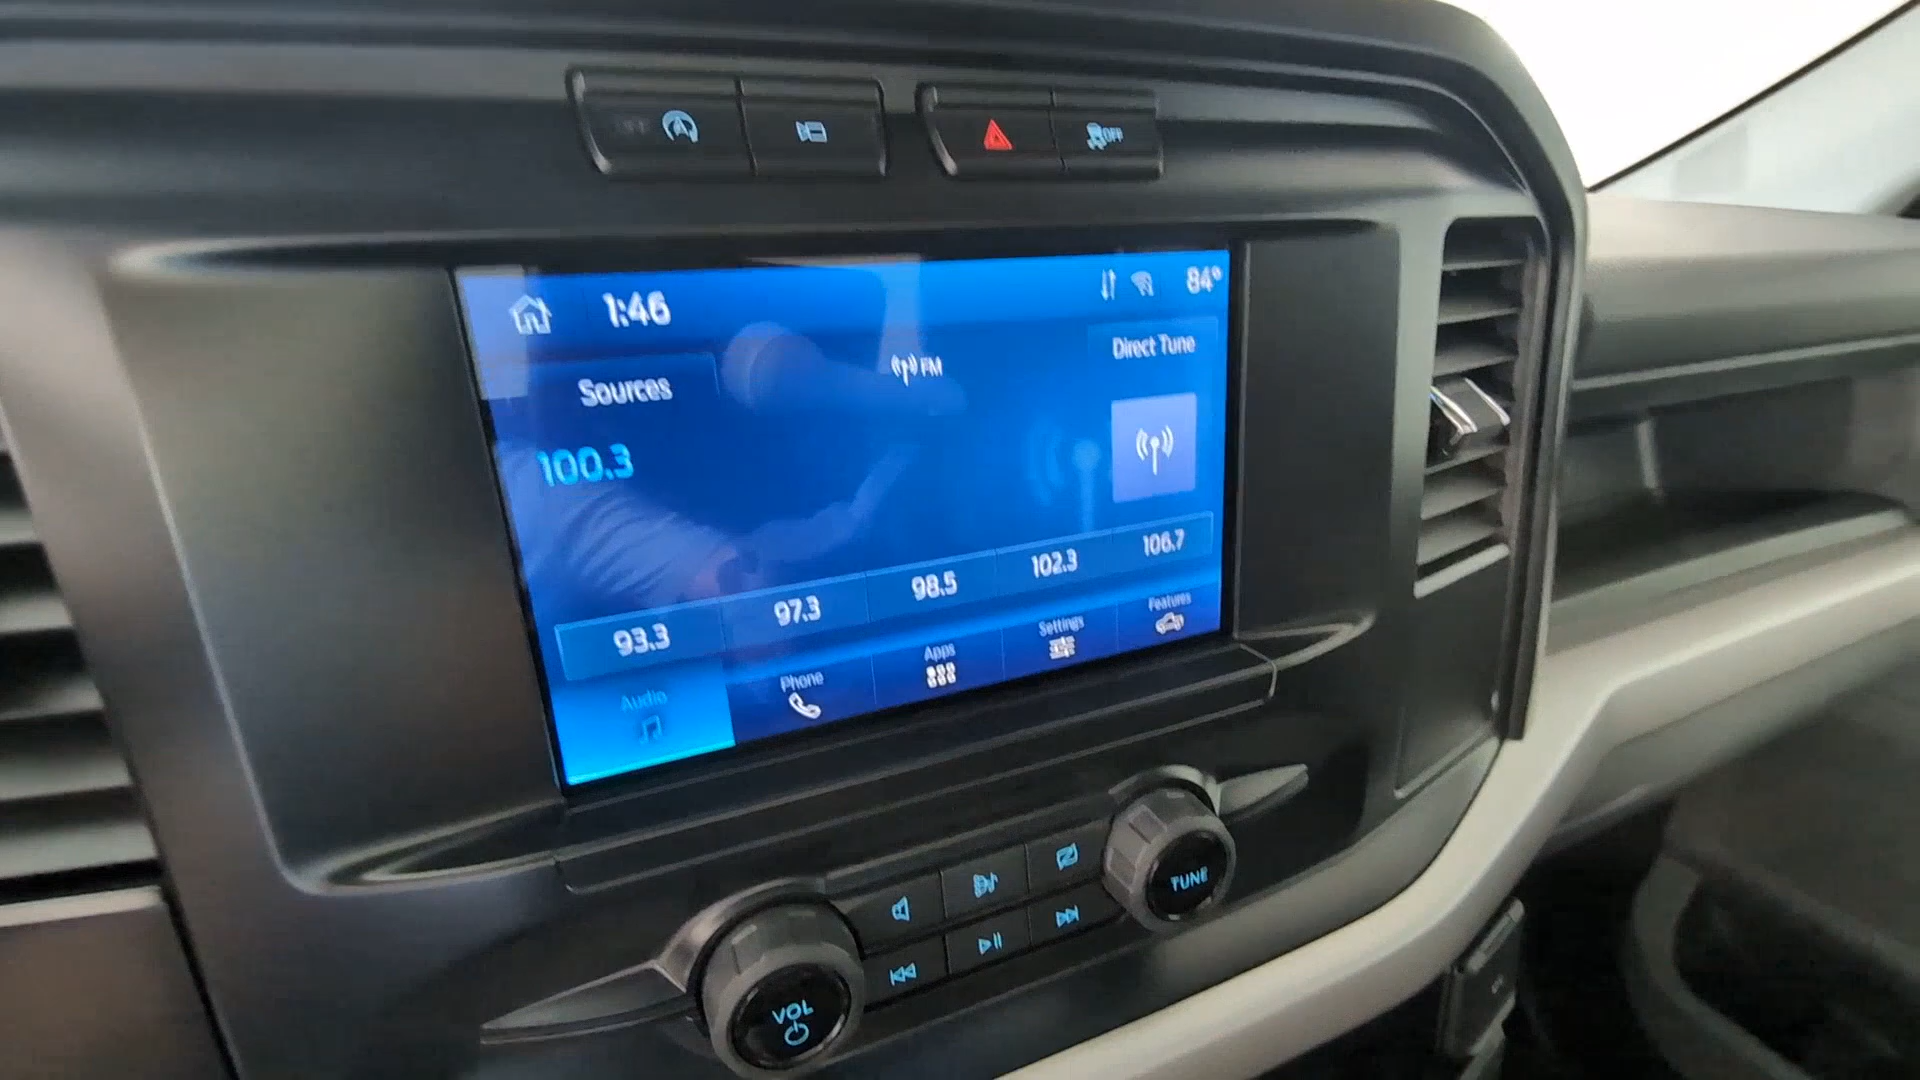 OFF
1:46
84°
Sources
FM
Direct Tune
100.3
93.3
97.3
98.5
102.3
106.7
Audio
Phone
Apps
Settings
Features
VOL
TUNE